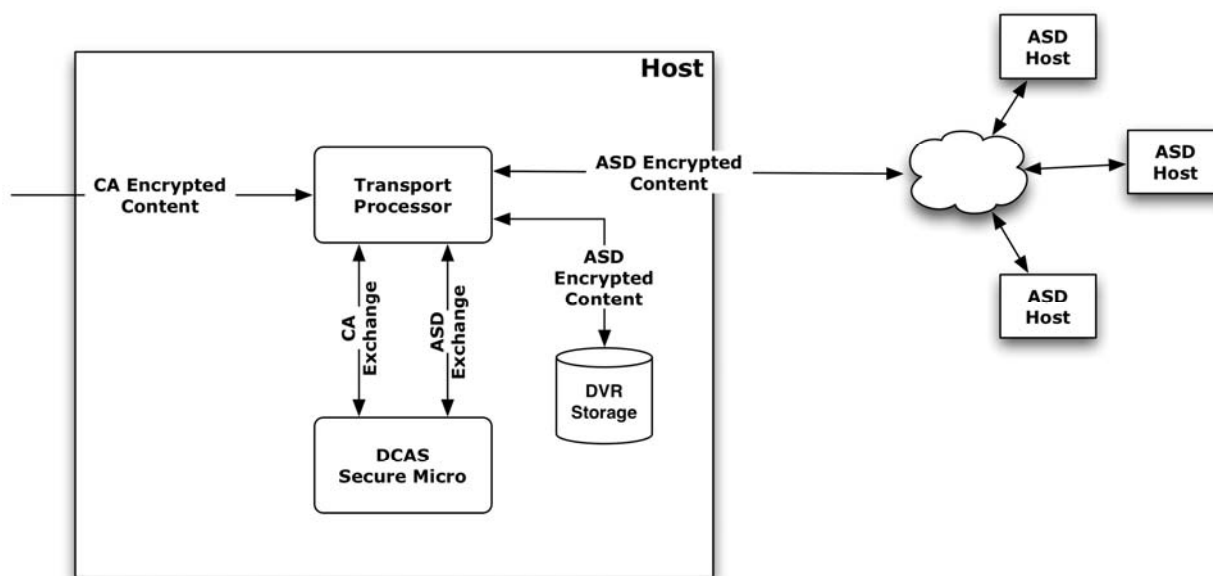 Host
CA Encrypted
Content
Transport
Processor
ASD Encrypted
Content
ASD
Encrypted
Content
CA
Exchange
ASD
Exchange
DCAS
Secure Micro
DVR
Storage
ASD
Host
ASD
Host
ASD
Host